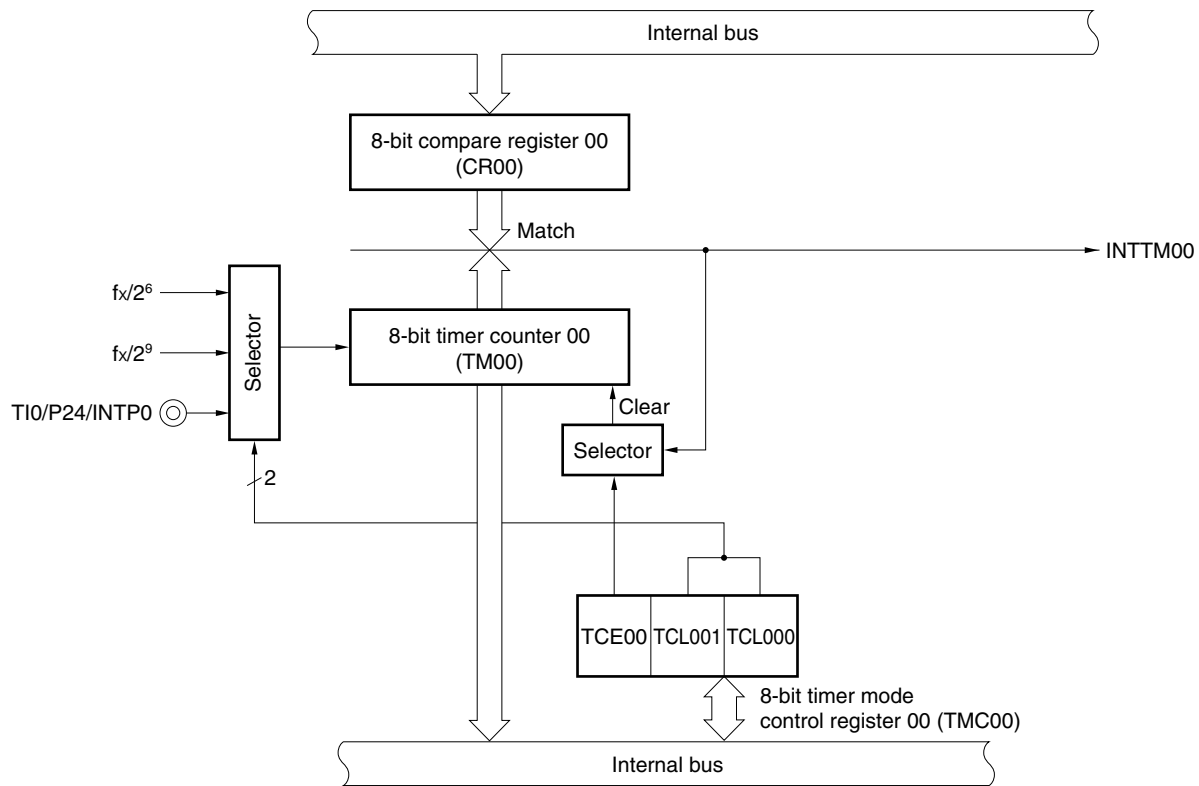 Internal bus
8-bit compare register 00
(CR00)
Match
INTTM00
fx/2⁶
fx/2⁹
TI0/P24/INTP0
Selector
8-bit timer counter 00
(TM00)
Clear
Selector
2
TCE00 TCL001 TCL000
8-bit timer mode
control register 00 (TMC00)
Internal bus